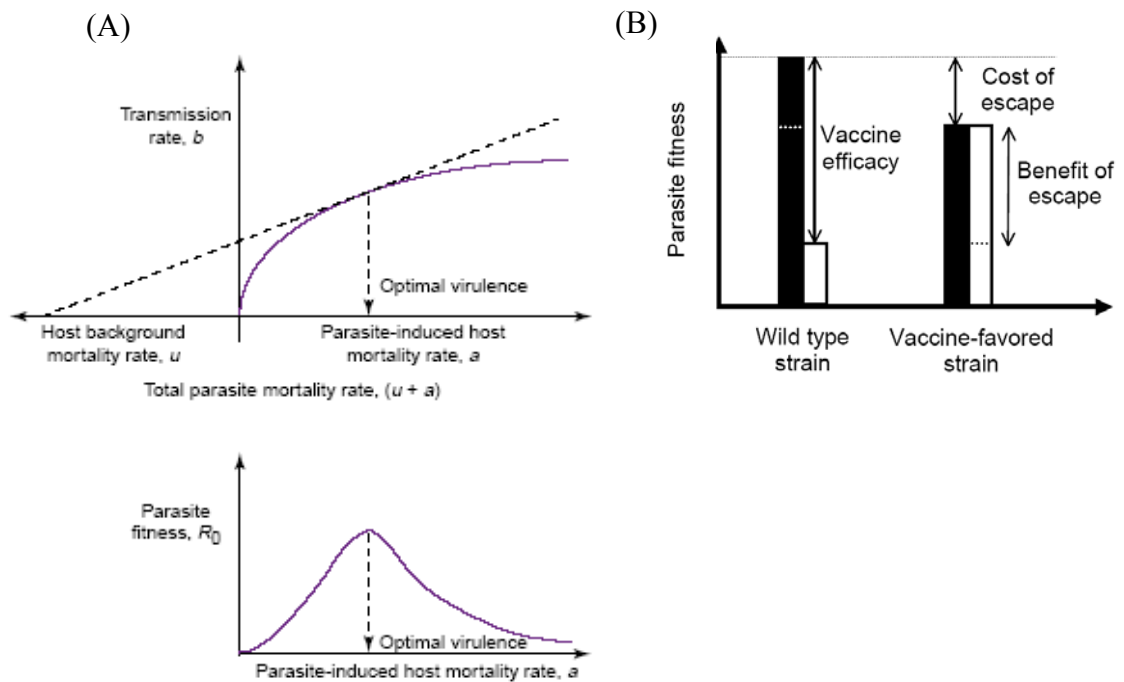 (A)
Transmission
rate, b
Optimal virulence
Host background
mortality rate, u
Parasite-induced host
mortality rate, a
Total parasite mortality rate, (u + a)
Parasite
fitness, R0
Optimal virulence
Parasite-induced host mortality rate, a
(B)
Parasite fitness
Vaccine
efficacy
Cost of
escape
Benefit of
escape
Wild type
strain
Vaccine-favored
strain